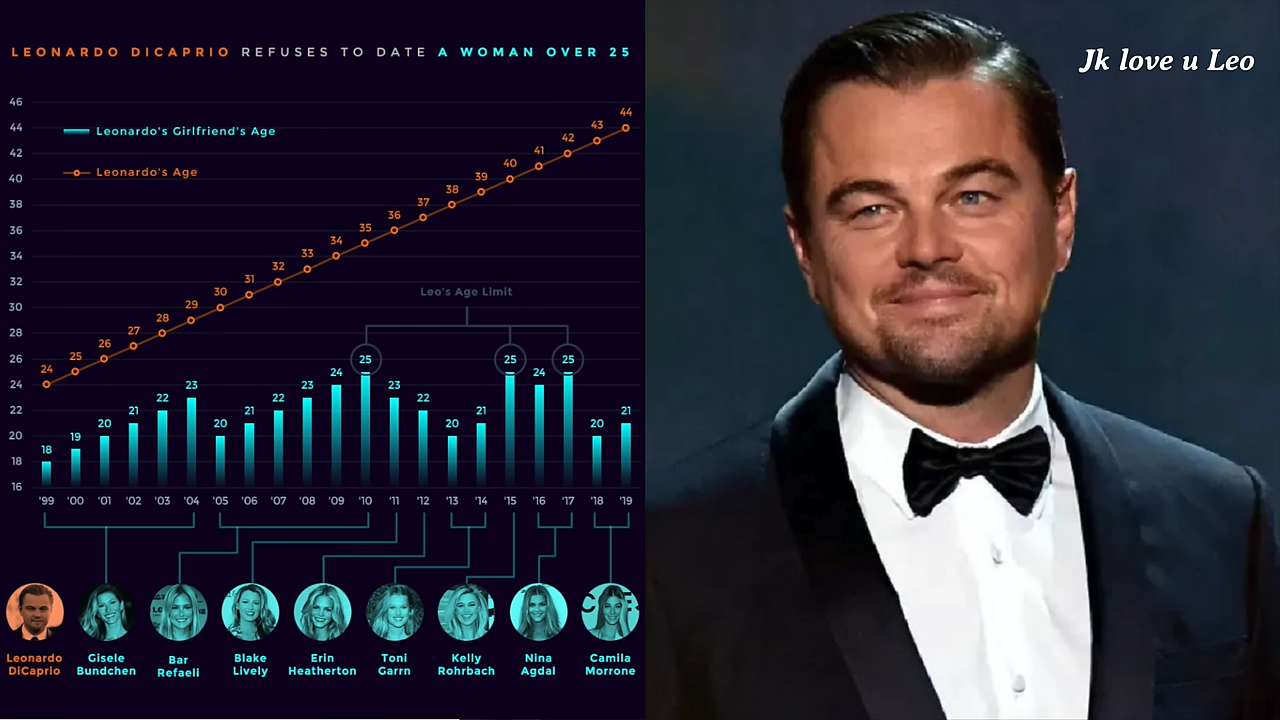 LEONARDO DICAPRIO REFUSES TO DATE A WOMAN OVER 25
Jk love u Leo
46
44
42
40
38
36
34
32
30
28
26
24
22
20
18
16
Leonardo's Girlfriend's Age
Leonardo's Age
24 25 26 27 28 29 30 31 32 33 34 35 36 37 38 39 40 41 42 43 44
Leo's Age Limit
18 19 20 21 22 23 20 21 22 23 24 25 23 22 20 21 25 24 25 20 21
'99 '00 '01 '02 '03 '04 '05 '06 '07 '08 '09 '10 '11 '12 '13 '14 '15 '16 '17 '18 '19
Leonardo
DiCaprio
Gisele
Bundchen
Bar
Refaeli
Blake
Lively
Erin
Heatherton
Toni
Garrn
Kelly
Rohrbach
Nina
Agdal
Camila
Morrone